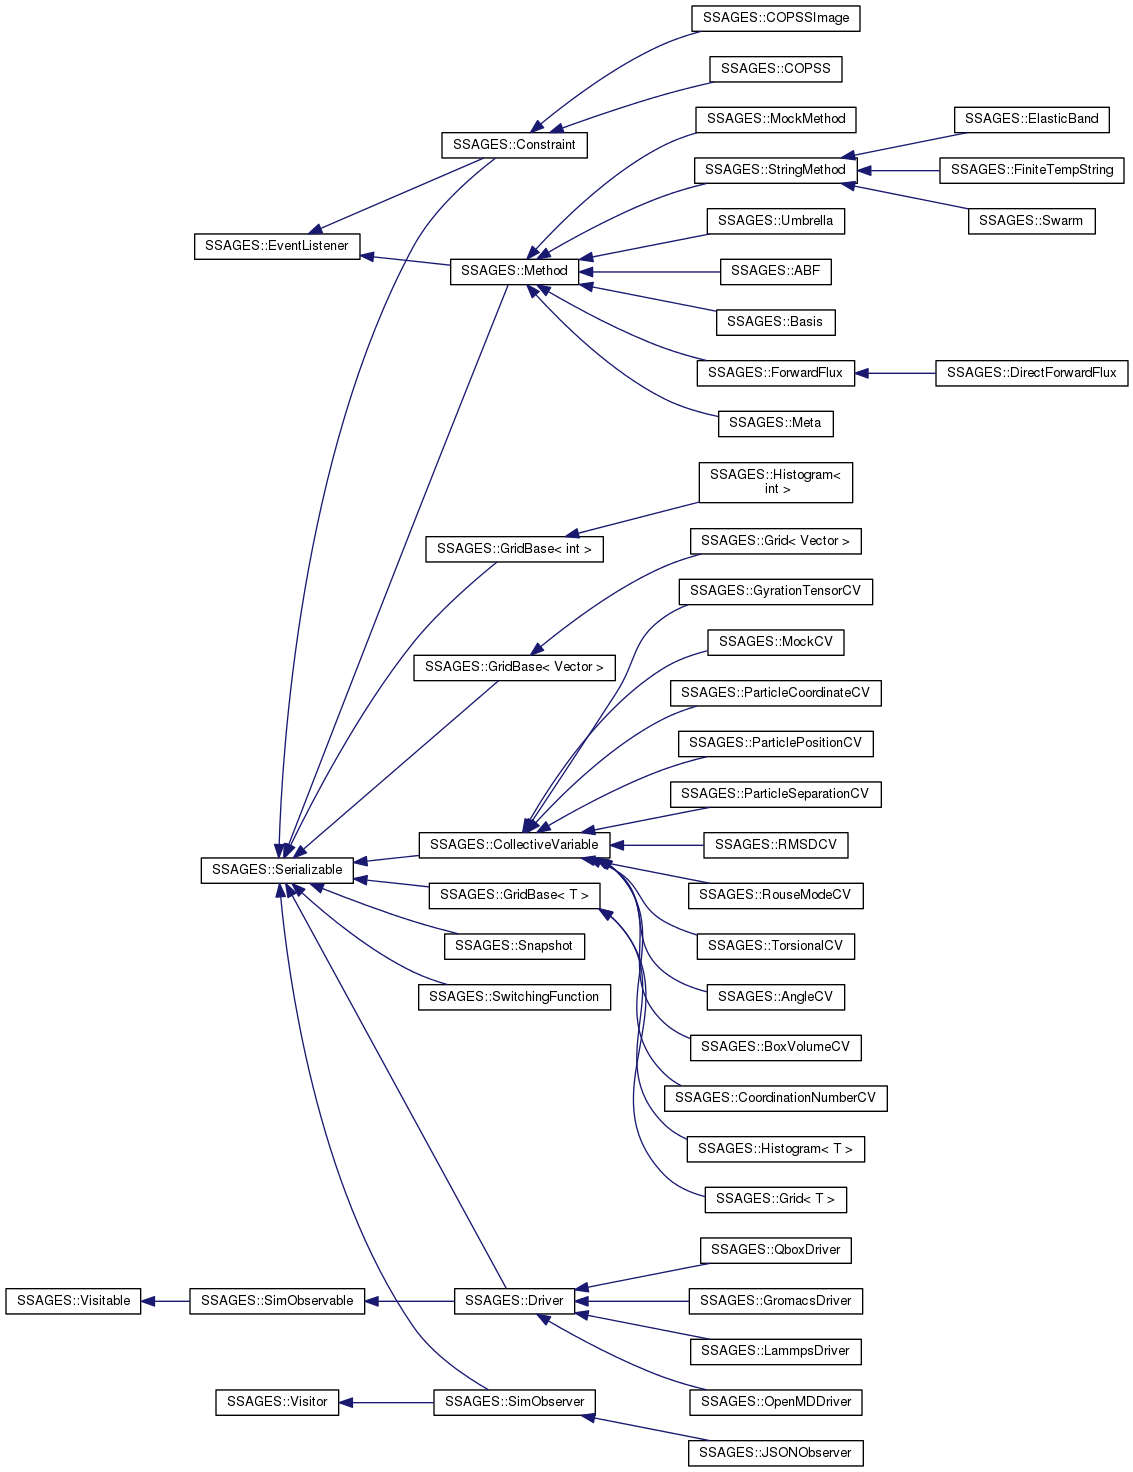 SSAGES::COPSSImage
SSAGES::COPSS
SSAGES::MockMethod
SSAGES::ElasticBand
SSAGES::Constraint
SSAGES::StringMethod
SSAGES::FiniteTempString
SSAGES::Umbrella
SSAGES::Swarm
SSAGES::EventListener
SSAGES::Method
SSAGES::ABF
SSAGES::Basis
SSAGES::ForwardFlux
SSAGES::DirectForwardFlux
SSAGES::Meta
SSAGES::Histogram<
int >
SSAGES::GridBase< int >
SSAGES::Grid< Vector >
SSAGES::GyrationTensorCV
SSAGES::MockCV
SSAGES::GridBase< Vector >
SSAGES::ParticleCoordinateCV
SSAGES::ParticlePositionCV
SSAGES::ParticleSeparationCV
SSAGES::CollectiveVariable
SSAGES::RMSDCV
SSAGES::Serializable
SSAGES::GridBase< T >
SSAGES::RouseModeCV
SSAGES::Snapshot
SSAGES::TorsionalCV
SSAGES::SwitchingFunction
SSAGES::AngleCV
SSAGES::BoxVolumeCV
SSAGES::CoordinationNumberCV
SSAGES::Histogram< T >
SSAGES::Grid< T >
SSAGES::QboxDriver
SSAGES::Visitable
SSAGES::SimObservable
SSAGES::Driver
SSAGES::GromacsDriver
SSAGES::LammpsDriver
SSAGES::OpenMDDriver
SSAGES::Visitor
SSAGES::SimObserver
SSAGES::JSONObserver